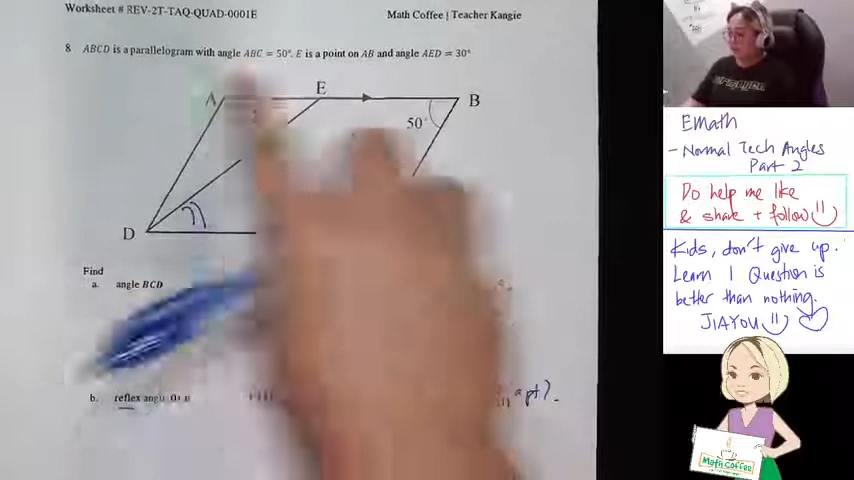 Worksheet # REV-2T-TAQ-QUAD-0001E
Math Coffee | Teacher Kangie
8 ABCD is a parallelogram with angle ABC = 50°. E is a point on AB and angle AED = 30°
A
E
B
50°
D
Find
a. angle BCD
b. reflex
apt?
EMath
- Normal Tech Angles
Part 2
Do help me like
& share + follow
Kids, don't give up.
Learn 1 Question is
better than nothing.
JIAYOU
Math Coffee